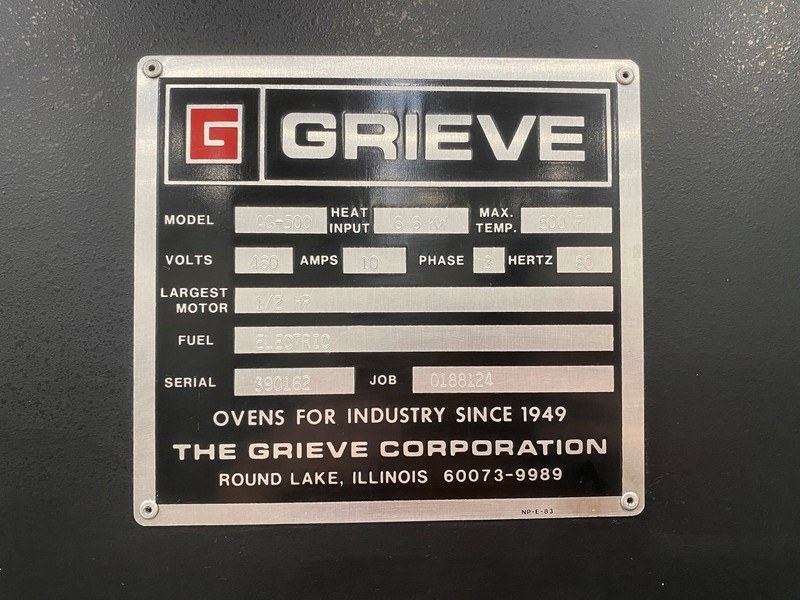 G GRIEVE
MODEL HEAT INPUT MAX. TEMP.
VOLTS 460 AMPS 10 PHASE 3 HERTZ 60
LARGEST MOTOR 1/2 HP
FUEL ELECTRIC
SERIAL 390162 JOB 0188124
OVENS FOR INDUSTRY SINCE 1949
THE GRIEVE CORPORATION
ROUND LAKE, ILLINOIS 60073-9989
NP-E-83